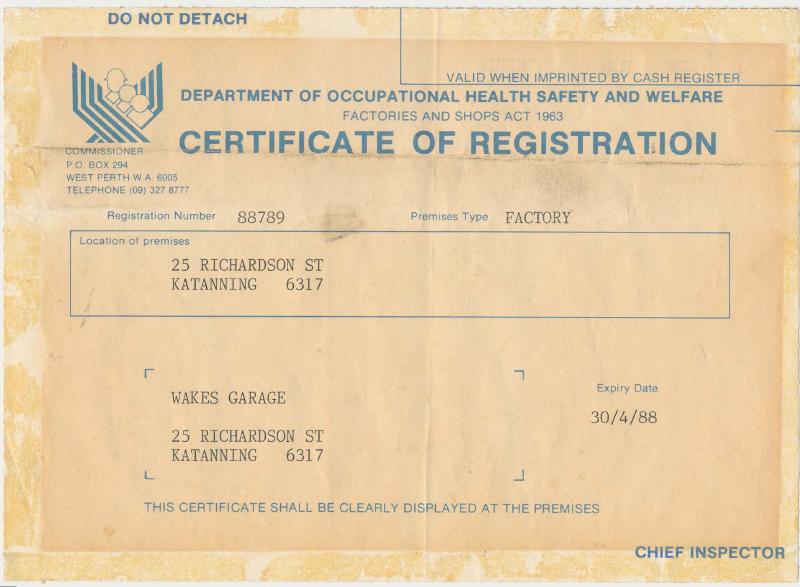 DO NOT DETACH
VALID WHEN IMPRINTED BY CASH REGISTER
DEPARTMENT OF OCCUPATIONAL HEALTH SAFETY AND WELFARE
FACTORIES AND SHOPS ACT 1963
CERTIFICATE OF REGISTRATION
COMMISSIONER
P.O. BOX 294
WEST PERTH W.A. 6005
TELEPHONE (09) 327 8777
Registration Number 88789 Premises Type FACTORY
Location of premises
25 RICHARDSON ST
KATANNING 6317
WAKES GARAGE
Expiry Date
30/4/88
25 RICHARDSON ST
KATANNING 6317
THIS CERTIFICATE SHALL BE CLEARLY DISPLAYED AT THE PREMISES
CHIEF INSPECTOR